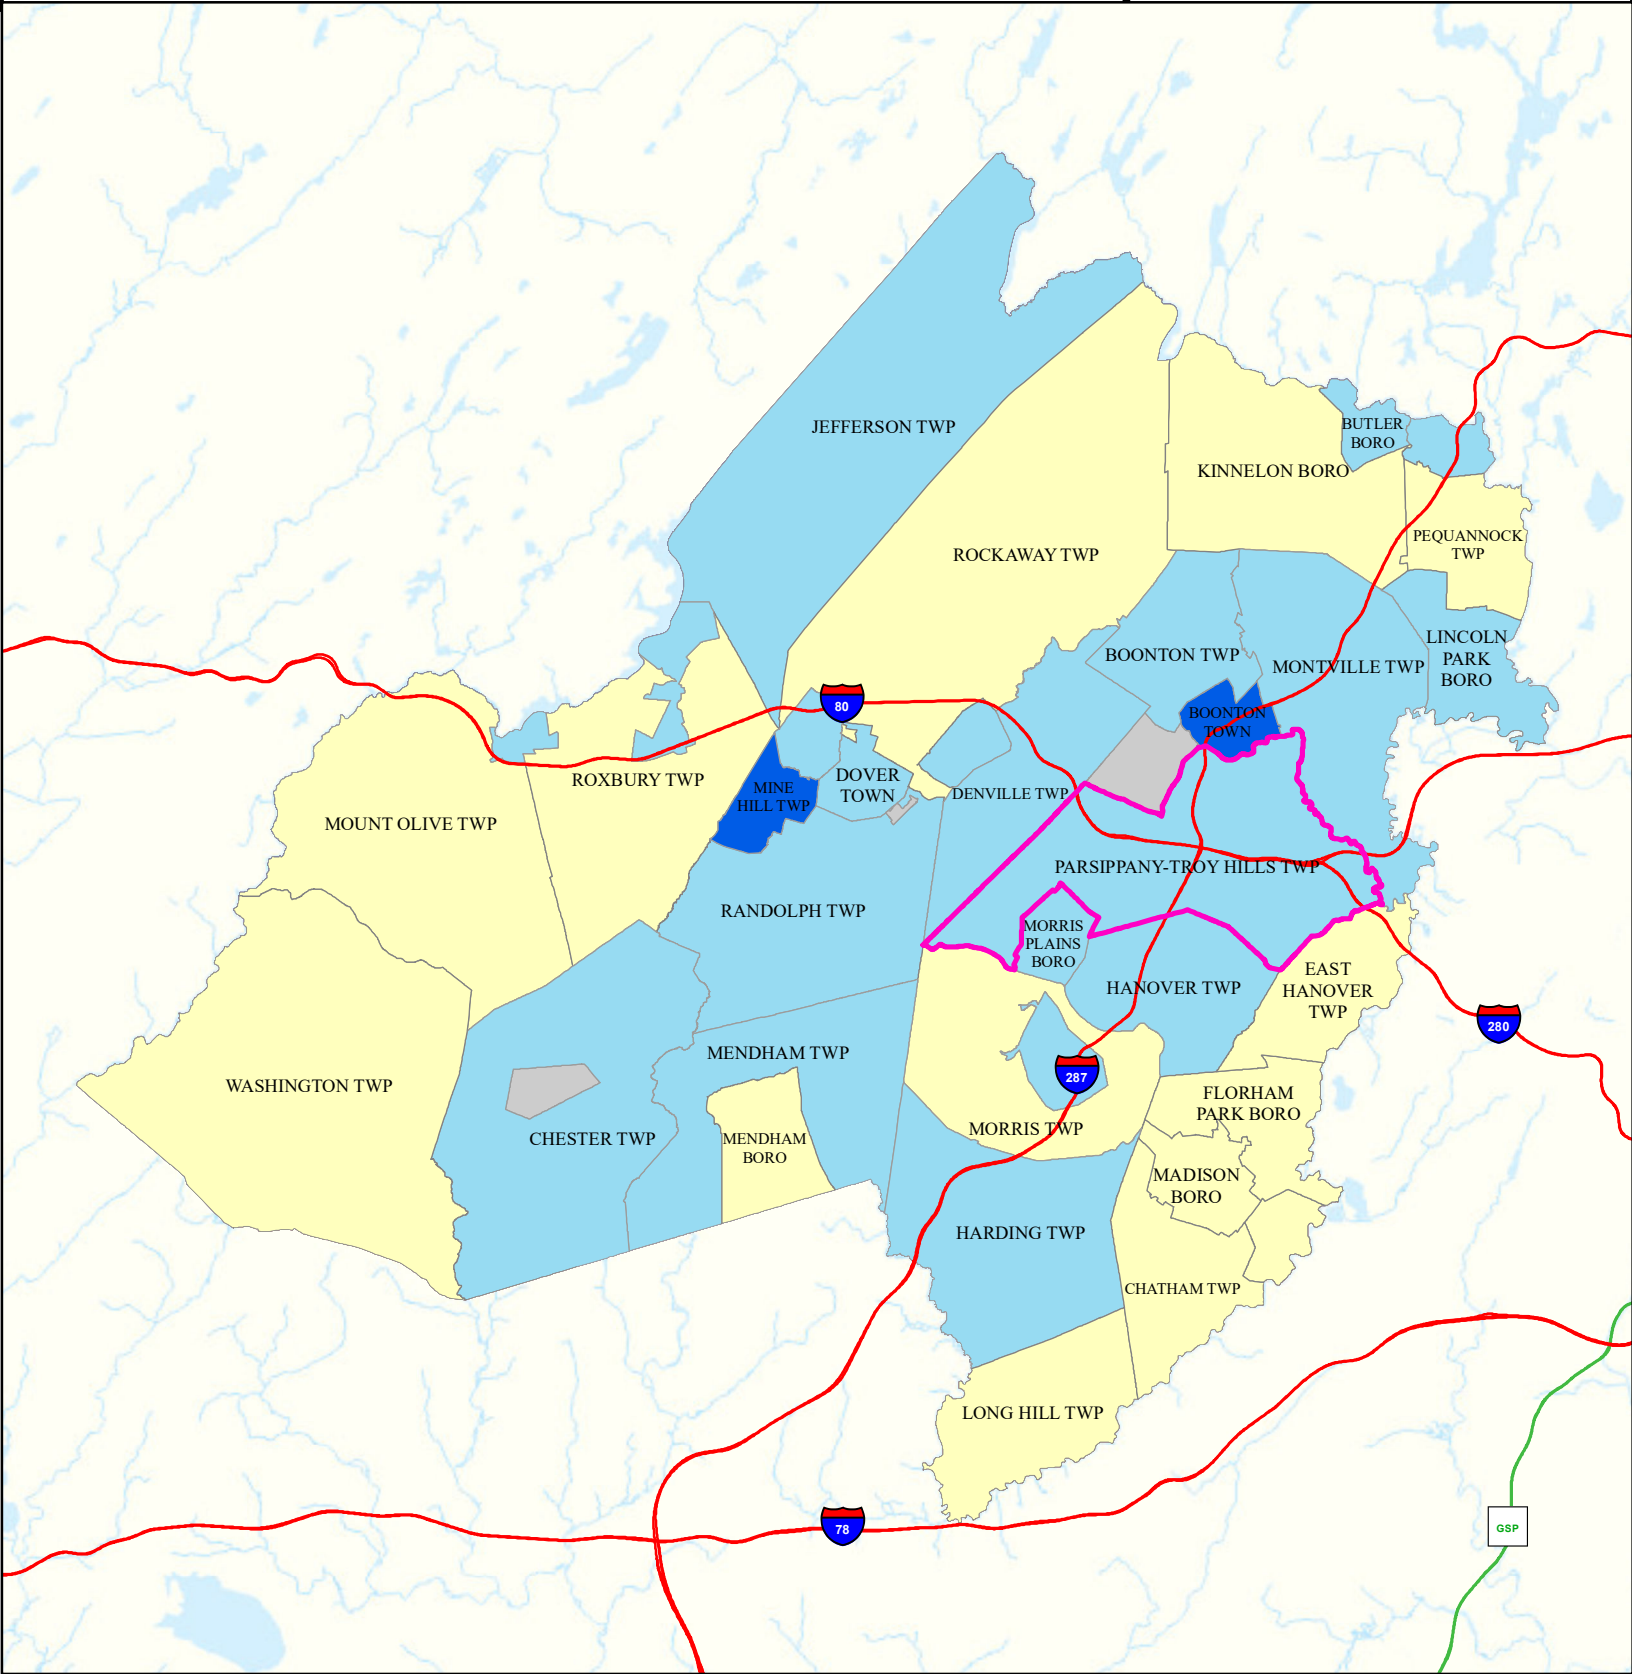 JEFFERSON TWP
BUTLER
BORO
KINNELON BORO
PEQUANNOCK
TWP
ROCKAWAY TWP
LINCOLN
PARK
BORO
BOONTON TWP
MONTVILLE TWP
80
BOONTON
TOWN
ROXBURY TWP
MINE
HILL TWP
DOVER
TOWN
DENVILLE TWP
MOUNT OLIVE TWP
PARSIPPANY-TROY HILLS TWP
RANDOLPH TWP
MORRIS
PLAINS
BORO
EAST
HANOVER
TWP
HANOVER TWP
280
MENDHAM TWP
287
WASHINGTON TWP
FLORHAM
PARK BORO
MORRIS TWP
CHESTER TWP
MENDHAM
BORO
MADISON
BORO
HARDING TWP
CHATHAM TWP
LONG HILL TWP
78
GSP